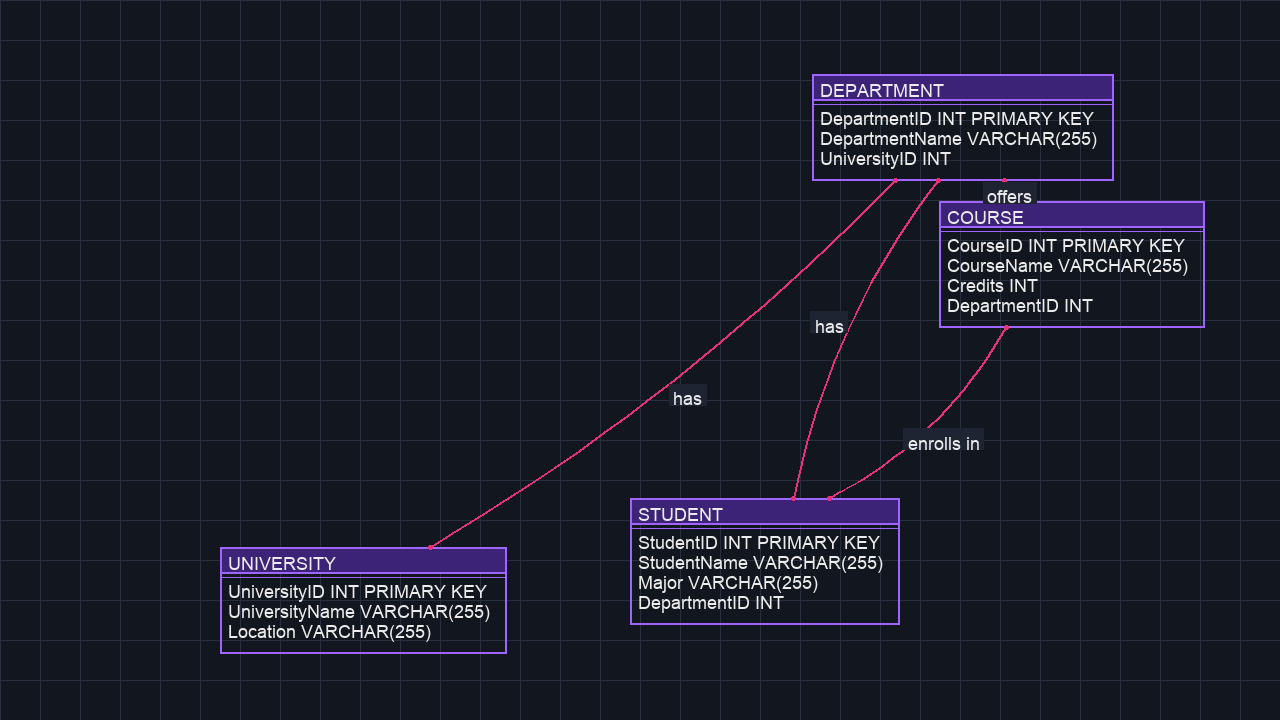 DEPARTMENT
DepartmentID INT PRIMARY KEY
DepartmentName VARCHAR(255)
UniversityID INT
offers
COURSE
CourseID INT PRIMARY KEY
CourseName VARCHAR(255)
Credits INT
DepartmentID INT
has
has
enrolls in
STUDENT
StudentID INT PRIMARY KEY
StudentName VARCHAR(255)
Major VARCHAR(255)
DepartmentID INT
UNIVERSITY
UniversityID INT PRIMARY KEY
UniversityName VARCHAR(255)
Location VARCHAR(255)